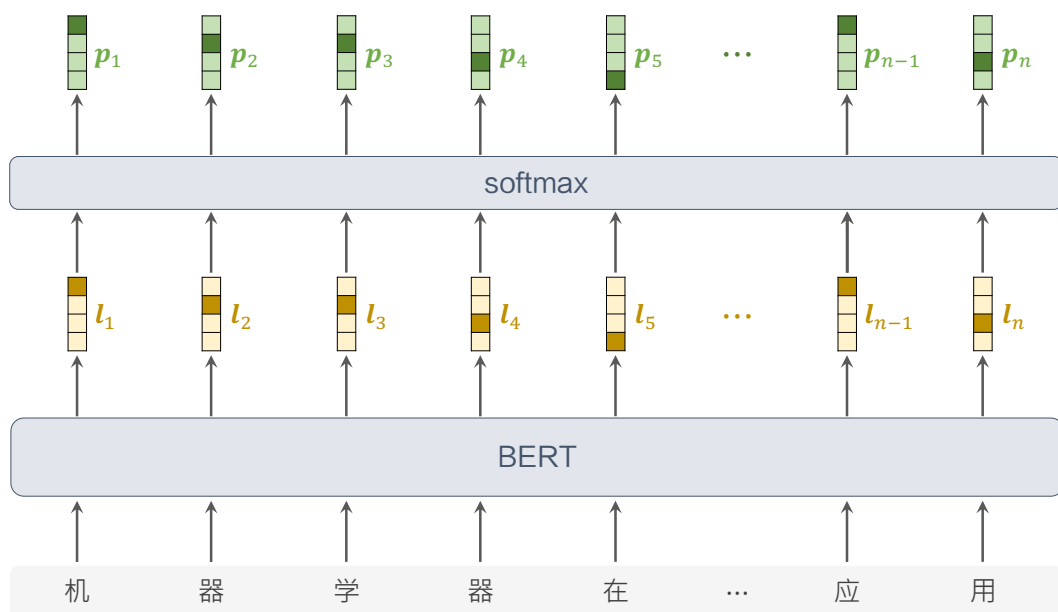 p₁ p₂ p₃ p₄ p₅ ⋯ pₙ₋₁ pₙ
softmax
l₁ l₂ l₃ l₄ l₅ ⋯ lₙ₋₁ lₙ
BERT
机 器 学 器 在 ⋯ 应 用